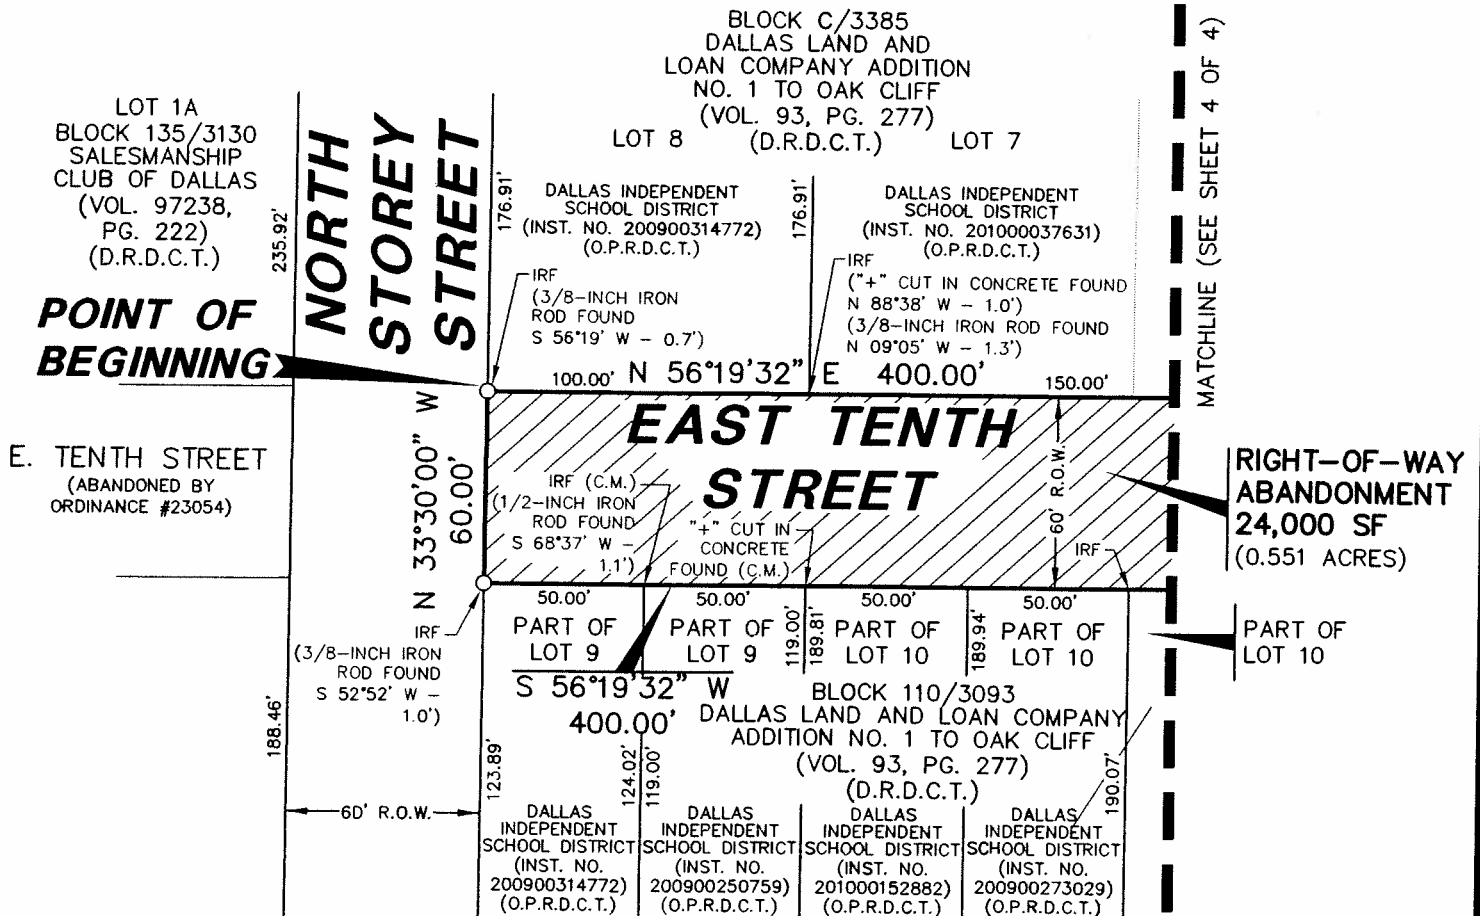 BLOCK C/3385
DALLAS LAND AND
LOAN COMPANY ADDITION
NO. 1 TO OAK CLIFF
(VOL. 93, PG. 277)
(D.R.D.C.T.)
LOT 8
LOT 7
MATCHLINE (SEE SHEET 4 OF 4)
LOT 1A
BLOCK 135/3130
SALESMANSHIP
CLUB OF DALLAS
(VOL. 97238,
PG. 222)
(D.R.D.C.T.)
235.92'
NORTH
STOREY
STREET
176.91'
DALLAS INDEPENDENT
SCHOOL DISTRICT
(INST. NO. 200900314772)
(O.P.R.D.C.T.)
176.91'
DALLAS INDEPENDENT
SCHOOL DISTRICT
(INST. NO. 201000037631)
(O.P.R.D.C.T.)
IRF
(3/8-INCH IRON
ROD FOUND
S 56°19' W - 0.7')
IRF
("+" CUT IN CONCRETE FOUND
N 88°38' W - 1.0')
(3/8-INCH IRON ROD FOUND
N 09°05' W - 1.3')
POINT OF
BEGINNING
100.00'
N 56°19'32" E 400.00'
150.00'
EAST TENTH
STREET
E. TENTH STREET
(ABANDONED BY
ORDINANCE #23054)
N 33°30'00" W
60.00'
IRF (C.M.)
(1/2-INCH IRON
ROD FOUND
S 68°37' W -
1.1')
"+" CUT IN
CONCRETE
FOUND (C.M.)
60' R.O.W.
IRF
RIGHT-OF-WAY
ABANDONMENT
24,000 SF
(0.551 ACRES)
50.00'
50.00'
50.00'
50.00'
IRF
(3/8-INCH IRON
ROD FOUND
S 52°52' W -
1.0')
PART OF
LOT 9
PART OF
LOT 9
119.00'
189.81'
PART OF
LOT 10
189.94'
PART OF
LOT 10
PART OF
LOT 10
S 56°19'32" W
400.00'
BLOCK 110/3093
DALLAS LAND AND LOAN COMPANY
ADDITION NO. 1 TO OAK CLIFF
(VOL. 93, PG. 277)
(D.R.D.C.T.)
188.46'
60' R.O.W.
123.89'
124.02'
119.00'
190.07'
DALLAS
INDEPENDENT
SCHOOL DISTRICT
(INST. NO.
200900314772)
(O.P.R.D.C.T.)
DALLAS
INDEPENDENT
SCHOOL DISTRICT
(INST. NO.
200900250759)
(O.P.R.D.C.T.)
DALLAS
INDEPENDENT
SCHOOL DISTRICT
(INST. NO.
201000152882)
(O.P.R.D.C.T.)
DALLAS
INDEPENDENT
SCHOOL DISTRICT
(INST. NO.
200900273029)
(O.P.R.D.C.T.)